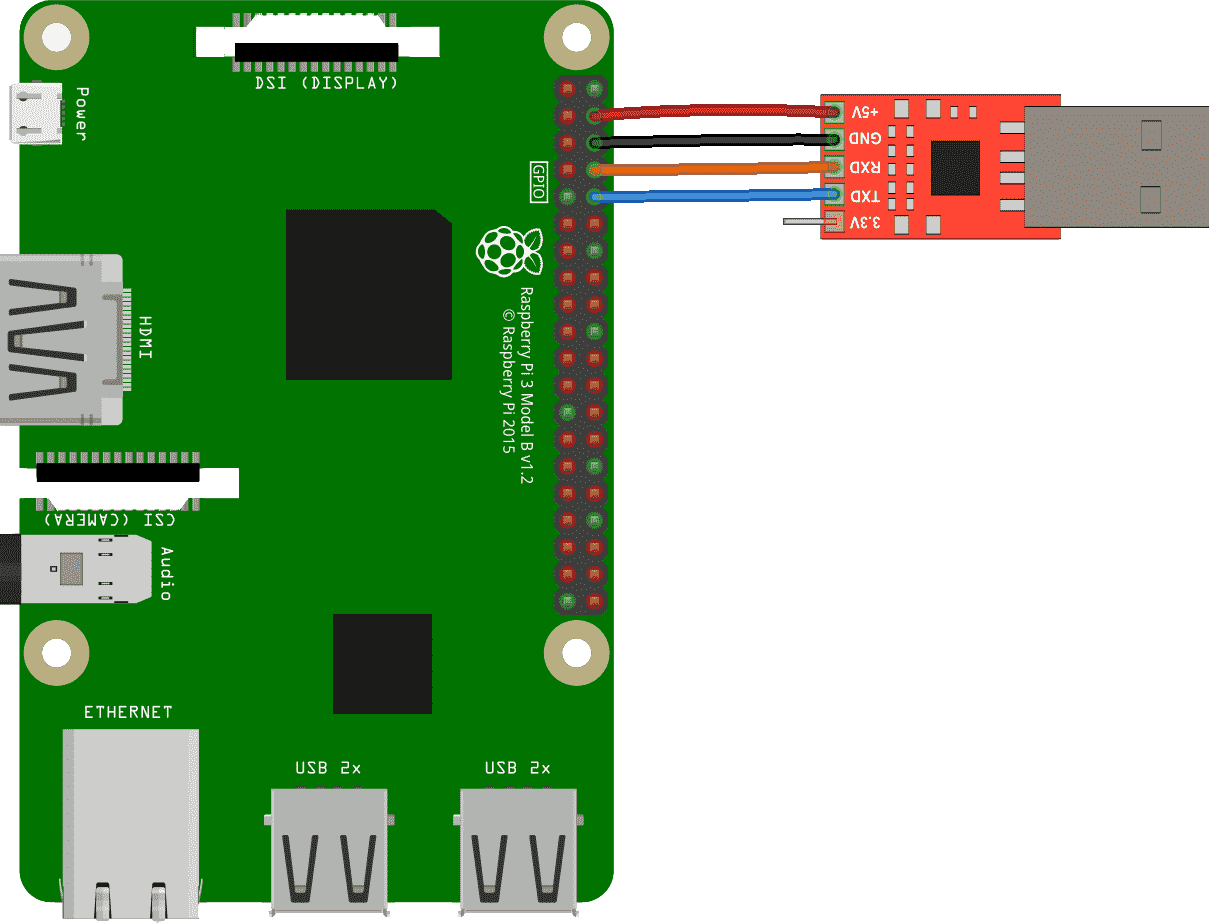 DSI (DISPLAY)
Power
+5V
GND
RXD
TXD
3.3V
GPIO
HDMI
Raspberry Pi 3 Model B v1.2
© Raspberry Pi 2015
CSI (CAMERA)
Audio
ETHERNET
USB 2x
USB 2x